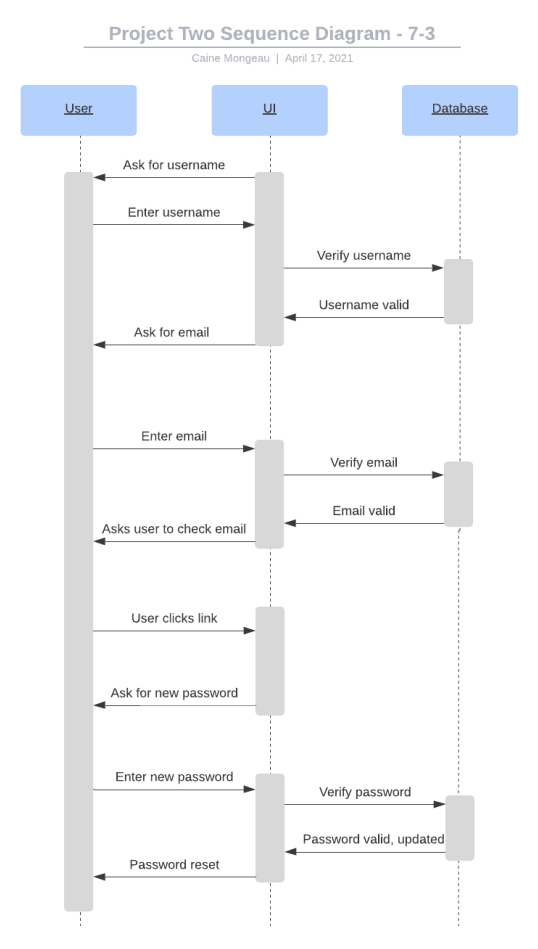 Project Two Sequence Diagram - 7-3
Caine Mongeau | April 17, 2021
User
UI
Database
Ask for username
Enter username
Verify username
Username valid
Ask for email
Enter email
Verify email
Email valid
Asks user to check email
User clicks link
Ask for new password
Enter new password
Verify password
Password valid, updated
Password reset